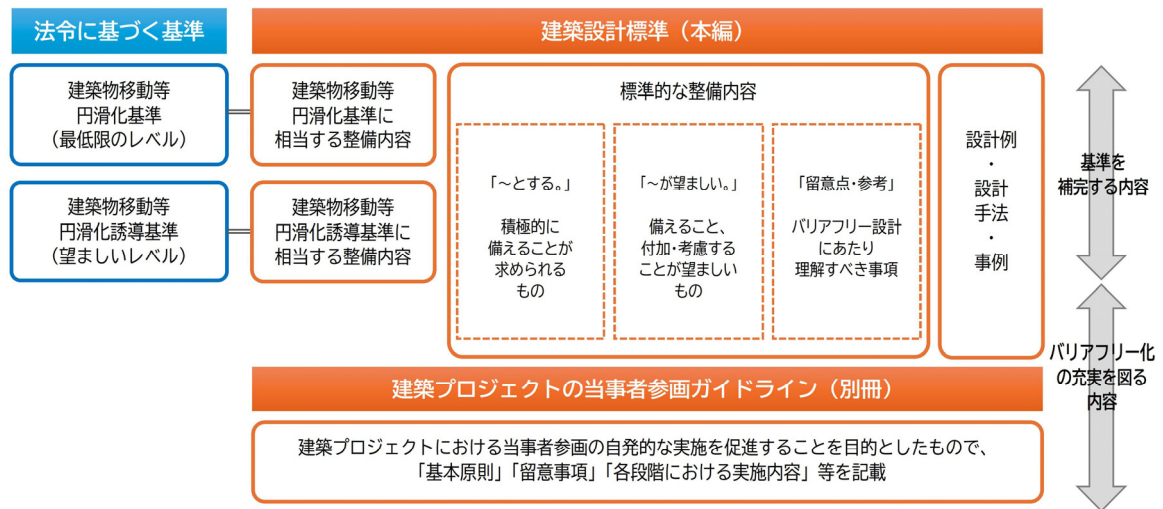 法令に基づく基準
建築設計標準（本編）
建築物移動等
円滑化基準
（最低限のレベル）
建築物移動等
円滑化基準に
相当する整備内容
建築物移動等
円滑化誘導基準
（望ましいレベル）
建築物移動等
円滑化誘導基準に
相当する整備内容
標準的な整備内容
「～とする。」
積極的に
備えることが
求められる
もの
「～が望ましい。」
備えること、
付加・考慮する
ことが望ましい
もの
「留意点・参考」
バリアフリー設計
にあたり
理解すべき事項
設計例
・
設計
手法
・
事例
基準を
補完する内容
バリアフリー化
の充実を図る
内容
建築プロジェクトの当事者参画ガイドライン（別冊）
建築プロジェクトにおける当事者参画の自発的な実施を促進することを目的としたもので、
「基本原則」「留意事項」「各段階における実施内容」等を記載